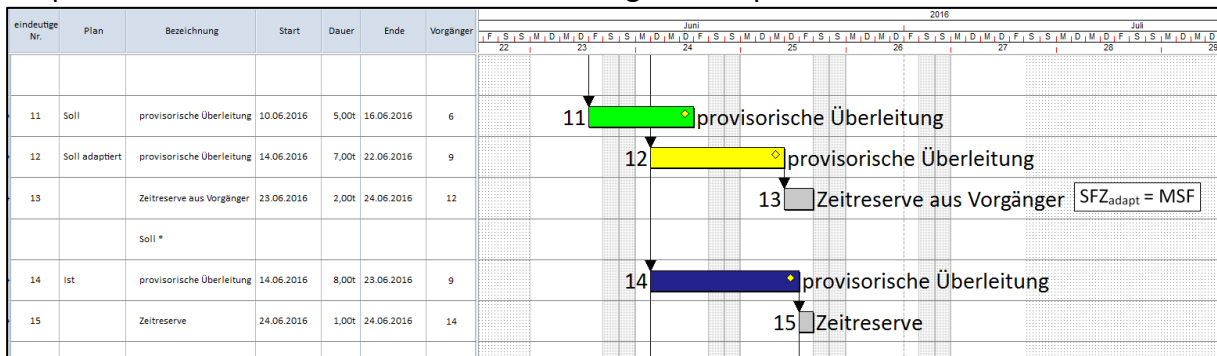 2016
eindeutige Nr. Plan Bezeichnung Start Dauer Ende Vorgänger
Juni Juli
F S S M D M D F S S M D M D F S S M D M D F S S M D M D F S S M D M D F S S M D M D F S S M D M D
22 23 24 25 26 27 28 29
11 Soll provisorische Überleitung 10.06.2016 5,00t 16.06.2016 6
11 provisorische Überleitung
12 Soll adaptiert provisorische Überleitung 14.06.2016 7,00t 22.06.2016 9
12 provisorische Überleitung
13 Zeitreserve aus Vorgänger 23.06.2016 2,00t 24.06.2016 12
13 Zeitreserve aus Vorgänger SFZadapt = MSF
Soll *
14 Ist provisorische Überleitung 14.06.2016 8,00t 23.06.2016 9
14 provisorische Überleitung
15 Zeitreserve 24.06.2016 1,00t 24.06.2016 14
15 Zeitreserve